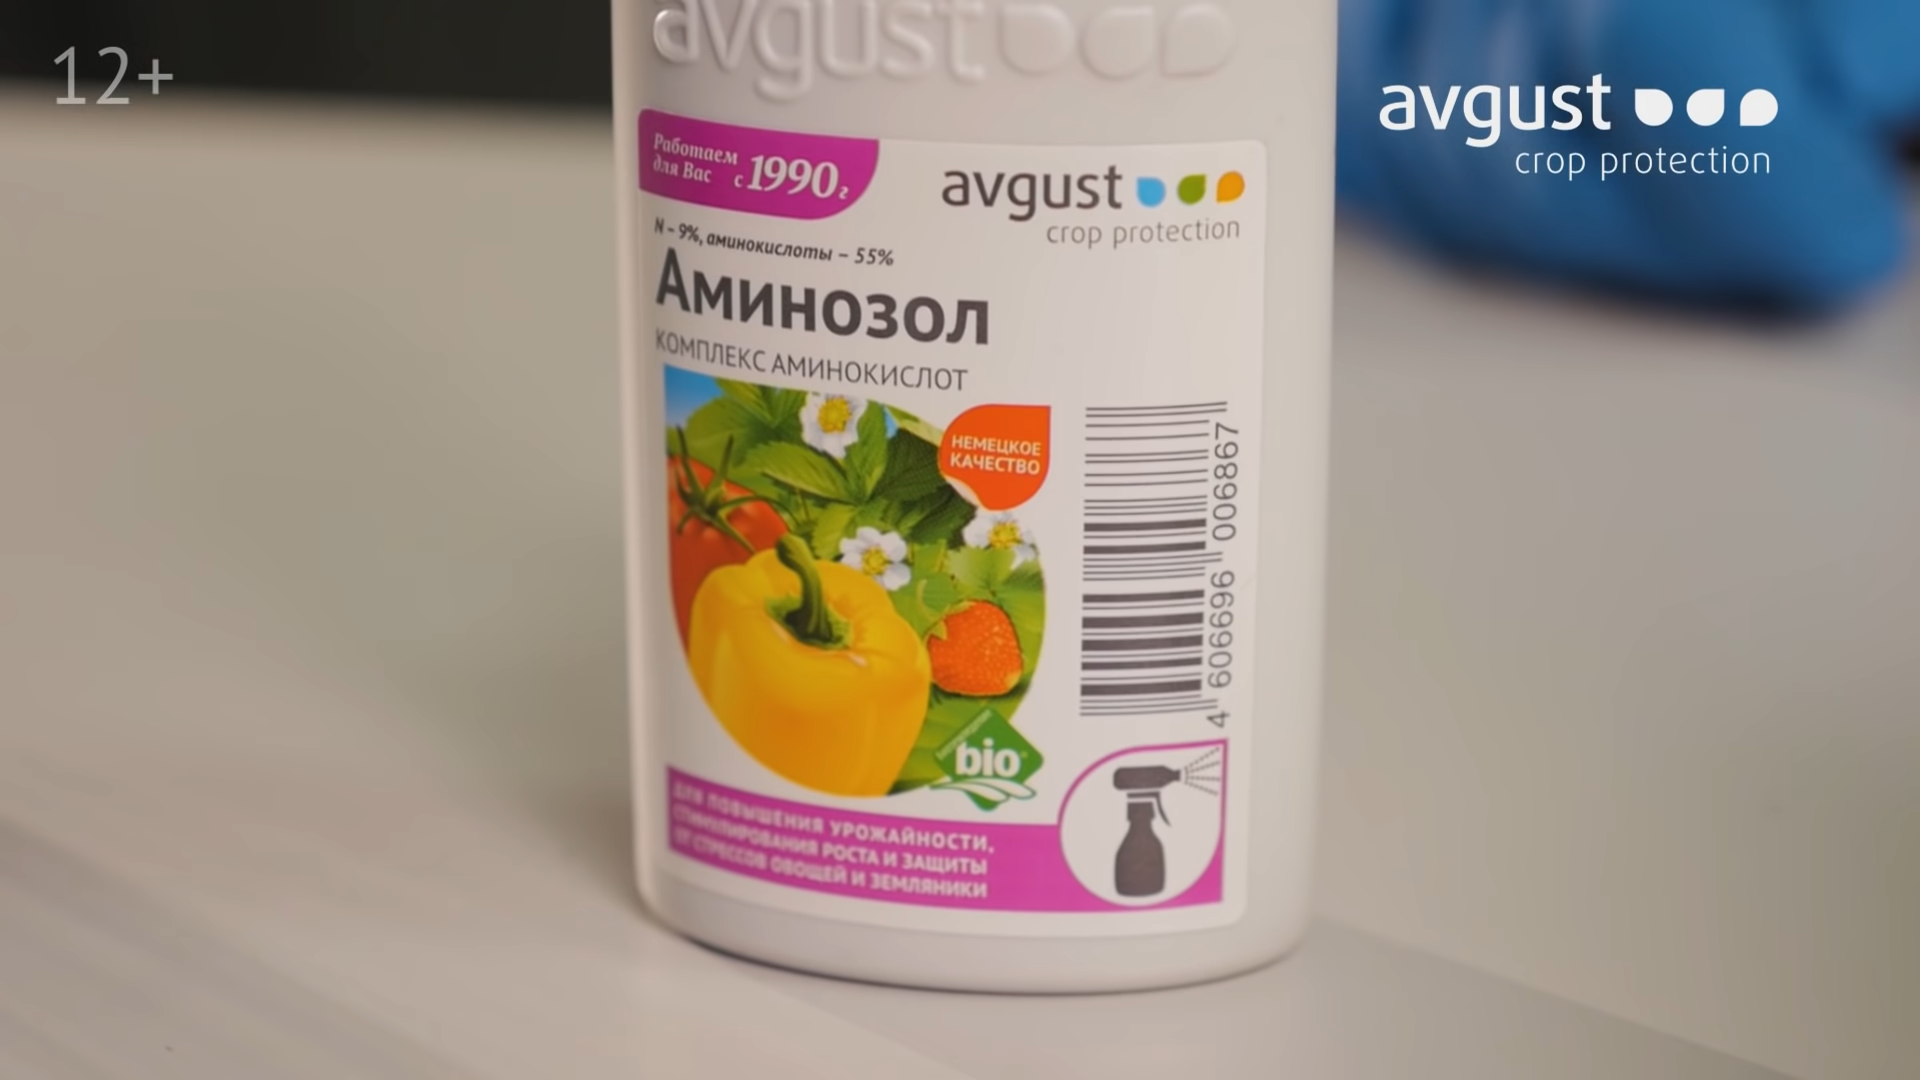 12+
avgust
crop protection
avgust
Работаем
для Вас с 1990г
avgust
crop protection
N – 9%, аминокислоты – 55%
Аминозол
КОМПЛЕКС АМИНОКИСЛОТ
НЕМЕЦКОЕ
КАЧЕСТВО
4 606696 006867
bio
ДЛЯ ПОВЫШЕНИЯ УРОЖАЙНОСТИ,
СТИМУЛИРОВАНИЯ РОСТА И ЗАЩИТЫ
ОТ СТРЕССОВ ОВОЩЕЙ И ЗЕМЛЯНИКИ